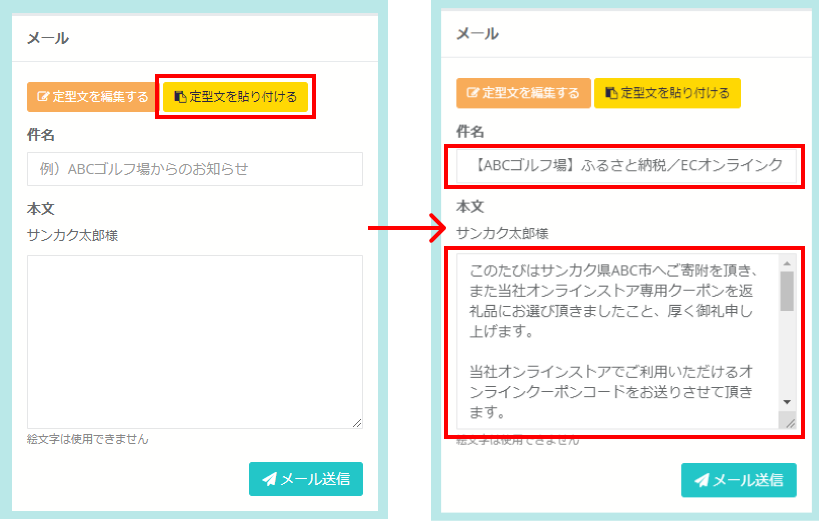 メール
定型文を編集する 定型文を貼り付ける
件名
例）ABCゴルフ場からのお知らせ
本文
サンカク太郎様
絵文字は使用できません
メール送信
メール
定型文を編集する 定型文を貼り付ける
件名
【ABCゴルフ場】ふるさと納税／ECオンラインク
本文
サンカク太郎様
このたびはサンカク県ABC市へご寄附を頂き、
また当社オンラインストア専用クーポンを返
礼品にお選び頂きましたこと、厚く御礼申し
上げます。
当社オンラインストアでご利用いただけるオ
ンラインクーポンコードをお送りさせて頂き
ます。
絵文字は使用できません
メール送信